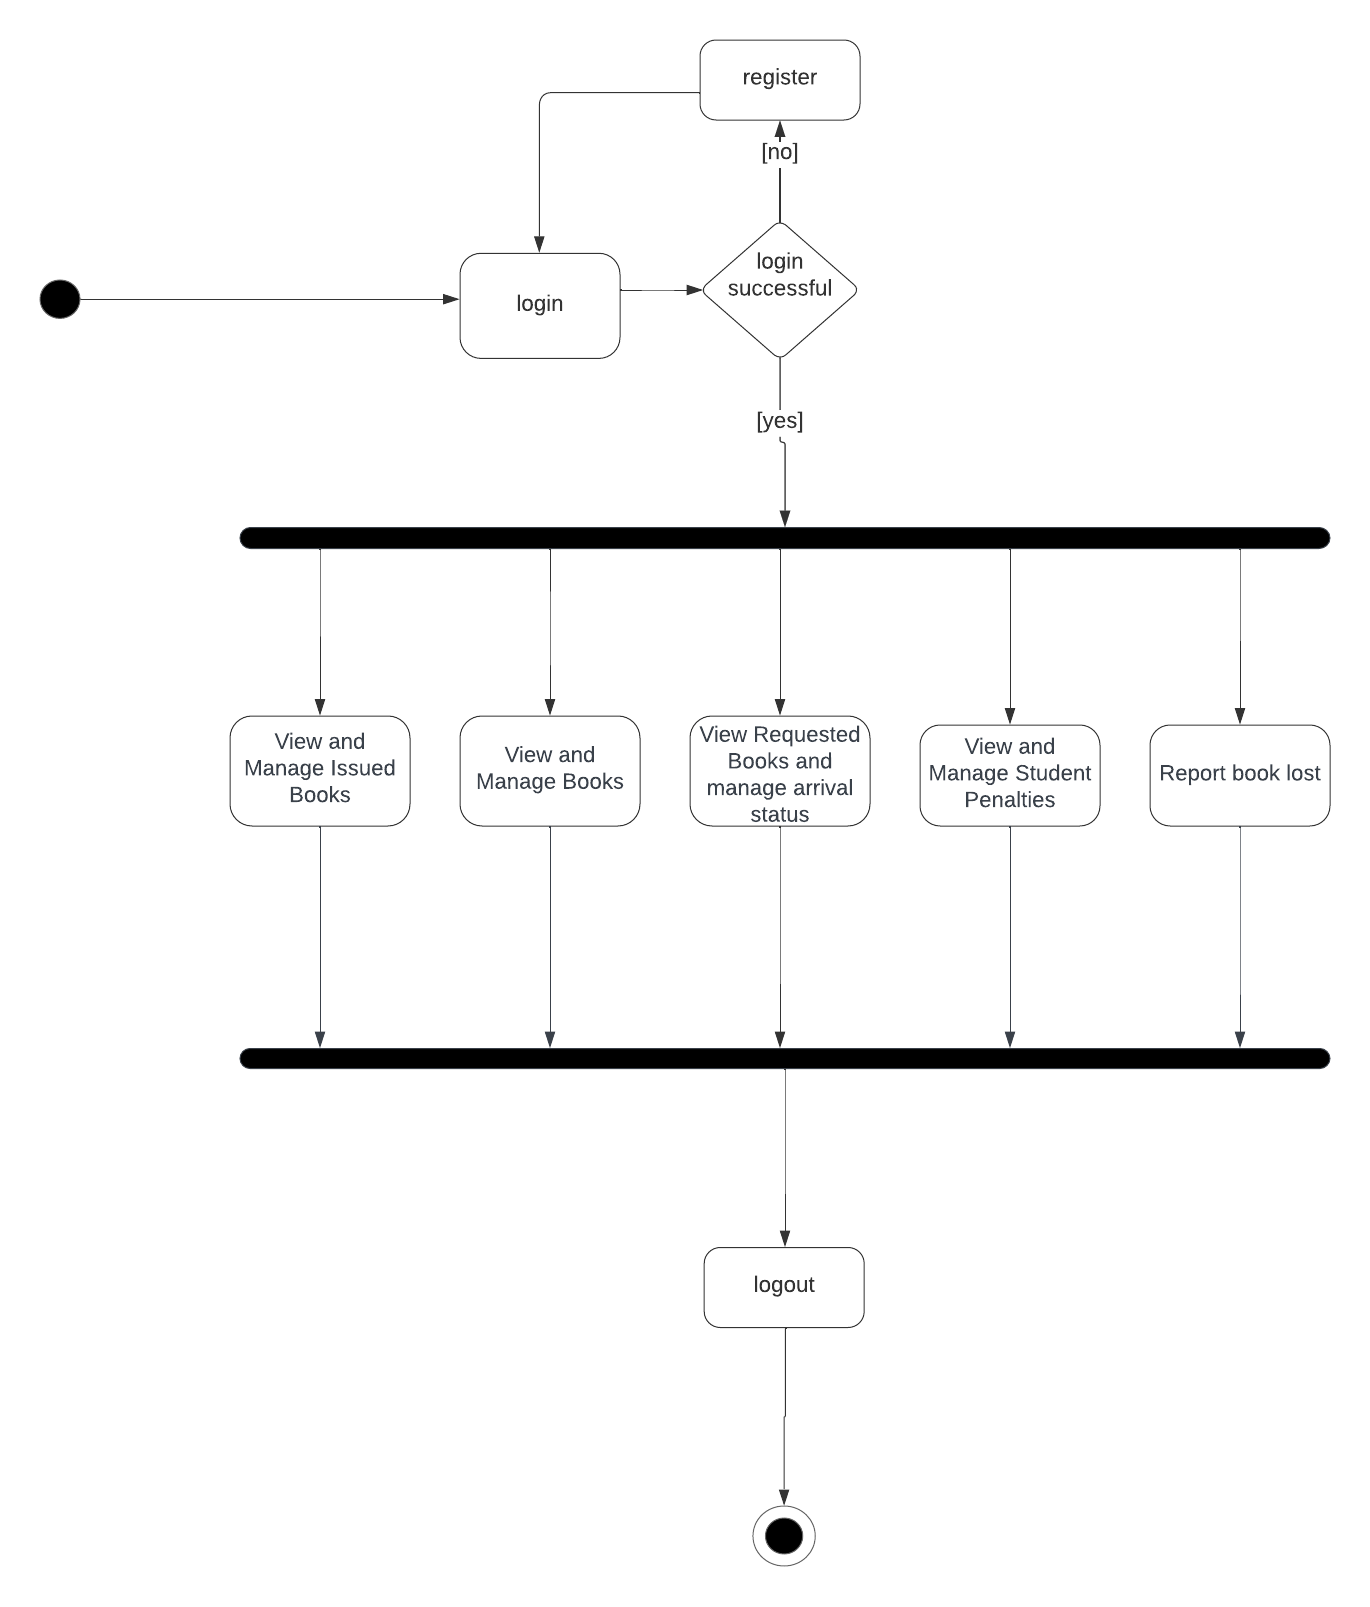 register
[no]
login
successful
login
[yes]
View and
Manage Issued
Books
View and
Manage Books
View Requested
Books and
manage arrival
status
View and
Manage Student
Penalties
Report book lost
logout